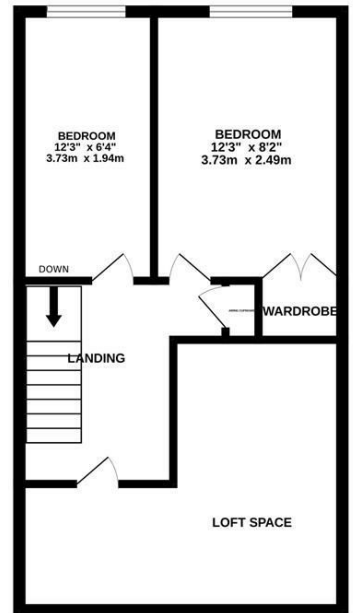 BEDROOM
12'3" x 6'4"
3.73m x 1.94m
BEDROOM
12'3" x 8'2"
3.73m x 2.49m
DOWN
WARDROBE
LANDING
LOFT SPACE